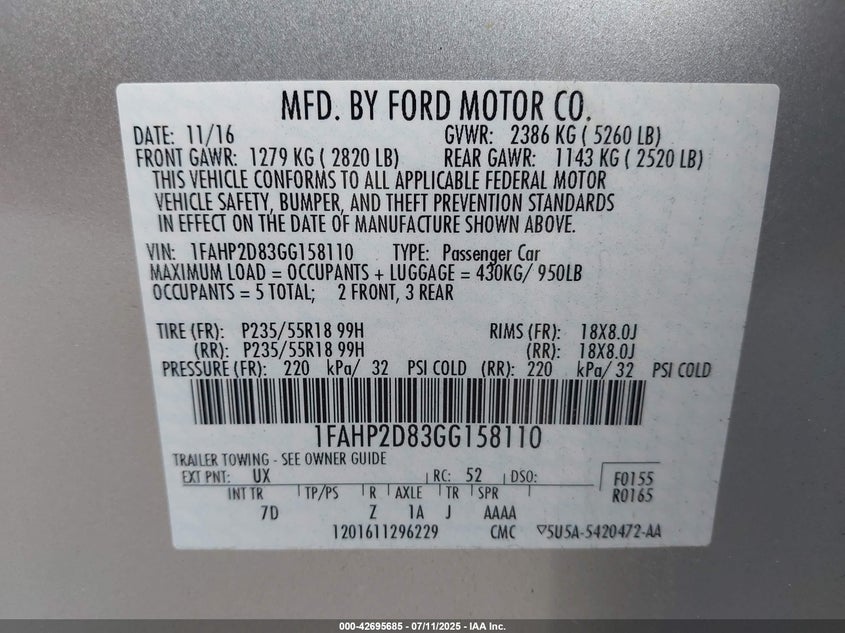 MFD. BY FORD MOTOR CO.
DATE: 11/16 GVWR: 2386 KG ( 5260 LB)
FRONT GAWR: 1279 KG ( 2820 LB) REAR GAWR: 1143 KG ( 2520 LB)
THIS VEHICLE CONFORMS TO ALL APPLICABLE FEDERAL MOTOR
VEHICLE SAFETY, BUMPER, AND THEFT PREVENTION STANDARDS
IN EFFECT ON THE DATE OF MANUFACTURE SHOWN ABOVE.
VIN: 1FAHP2D83GG158110 TYPE: Passenger Car
MAXIMUM LOAD = OCCUPANTS + LUGGAGE = 430KG/ 950LB
OCCUPANTS = 5 TOTAL; 2 FRONT, 3 REAR
TIRE (FR): P235/55R18 99H RIMS (FR): 18X8.0J
(RR): P235/55R18 99H (RR): 18X8.0J
PRESSURE (FR): 220 kPa/ 32 PSI COLD (RR): 220 kPa/ 32 PSI COLD
1FAHP2D83GG158110
TRAILER TOWING - SEE OWNER GUIDE
EXT PNT: UX RC: 52 DSO: F0155
INT TR TP/PS R AXLE TR SPR R0165
7D Z 1A J AAAA
1201611296229 CMC ▽5U5A-5420472-AA
000-42695685 - 07/11/2025 - IAA Inc.